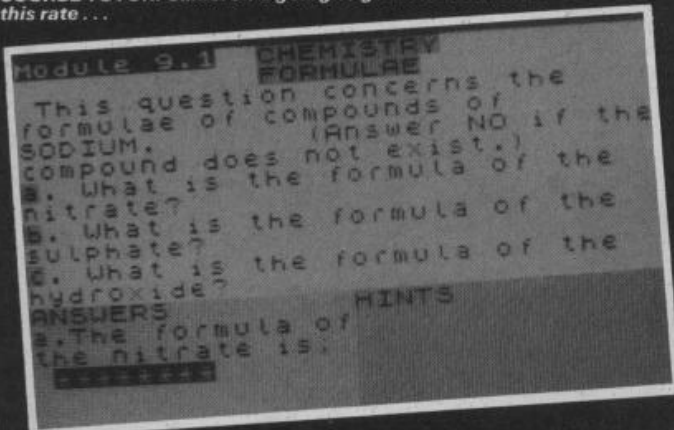 this rate...
Module 9.1 CHEMISTRY
FORMULAE
This question concerns the
formulae of compounds of
SODIUM. (Answer NO if the
compound does not exist.)
a. What is the formula of the
nitrate?
b. What is the formula of the
sulphate?
c. What is the formula of the
hydroxide?
ANSWERS HINTS
a.The formula of
the nitrate is: